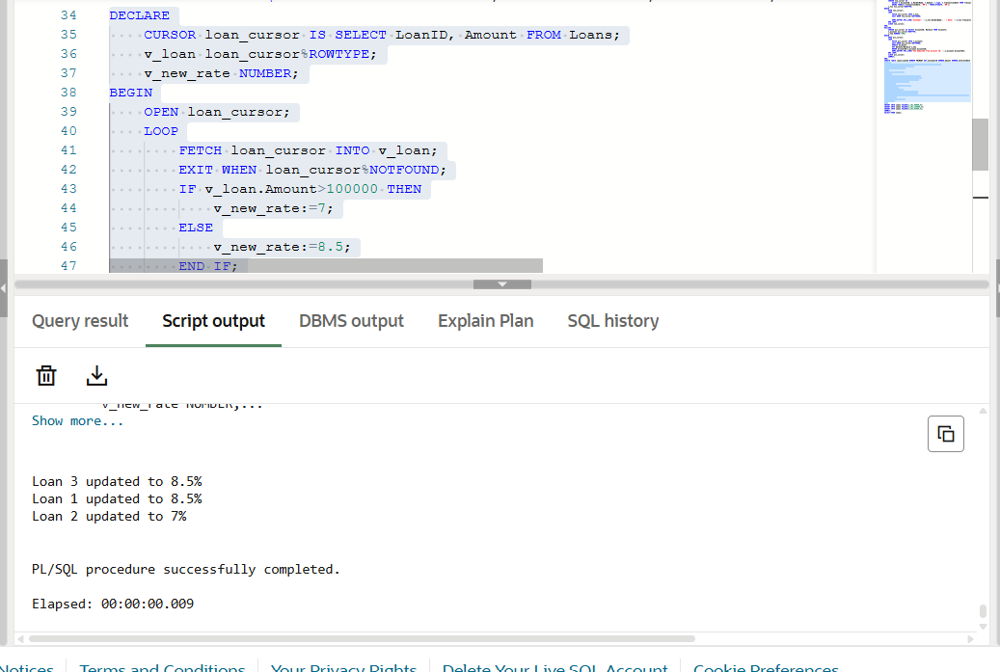 34 DECLARE
35 CURSOR loan_cursor IS SELECT LoanID, Amount FROM Loans;
36 v_loan loan_cursor%ROWTYPE;
37 v_new_rate NUMBER;
38 BEGIN
39 OPEN loan_cursor;
40 LOOP
41 FETCH loan_cursor INTO v_loan;
42 EXIT WHEN loan_cursor%NOTFOUND;
43 IF v_loan.Amount>100000 THEN
44 v_new_rate:=7;
45 ELSE
46 v_new_rate:=8.5;
47 END IF;
Query result Script output DBMS output Explain Plan SQL history
v_new_rate NUMBER;...
Show more...
Loan 3 updated to 8.5%
Loan 1 updated to 8.5%
Loan 2 updated to 7%
PL/SQL procedure successfully completed.
Elapsed: 00:00:00.009
Notices Terms and Conditions Your Privacy Rights Delete Your Live SQL Account Cookie Preferences